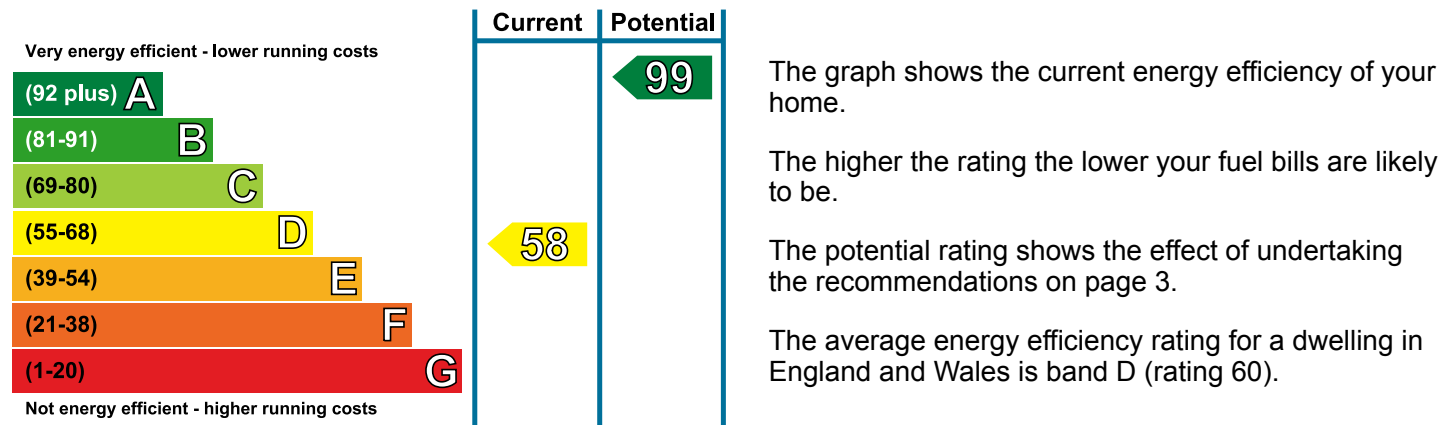 Current Potential
Very energy efficient - lower running costs
(92 plus) A
99
(81-91) B
(69-80) C
(55-68) D
58
(39-54) E
(21-38) F
(1-20) G
Not energy efficient - higher running costs
The graph shows the current energy efficiency of your
home.
The higher the rating the lower your fuel bills are likely
to be.
The potential rating shows the effect of undertaking
the recommendations on page 3.
The average energy efficiency rating for a dwelling in
England and Wales is band D (rating 60).